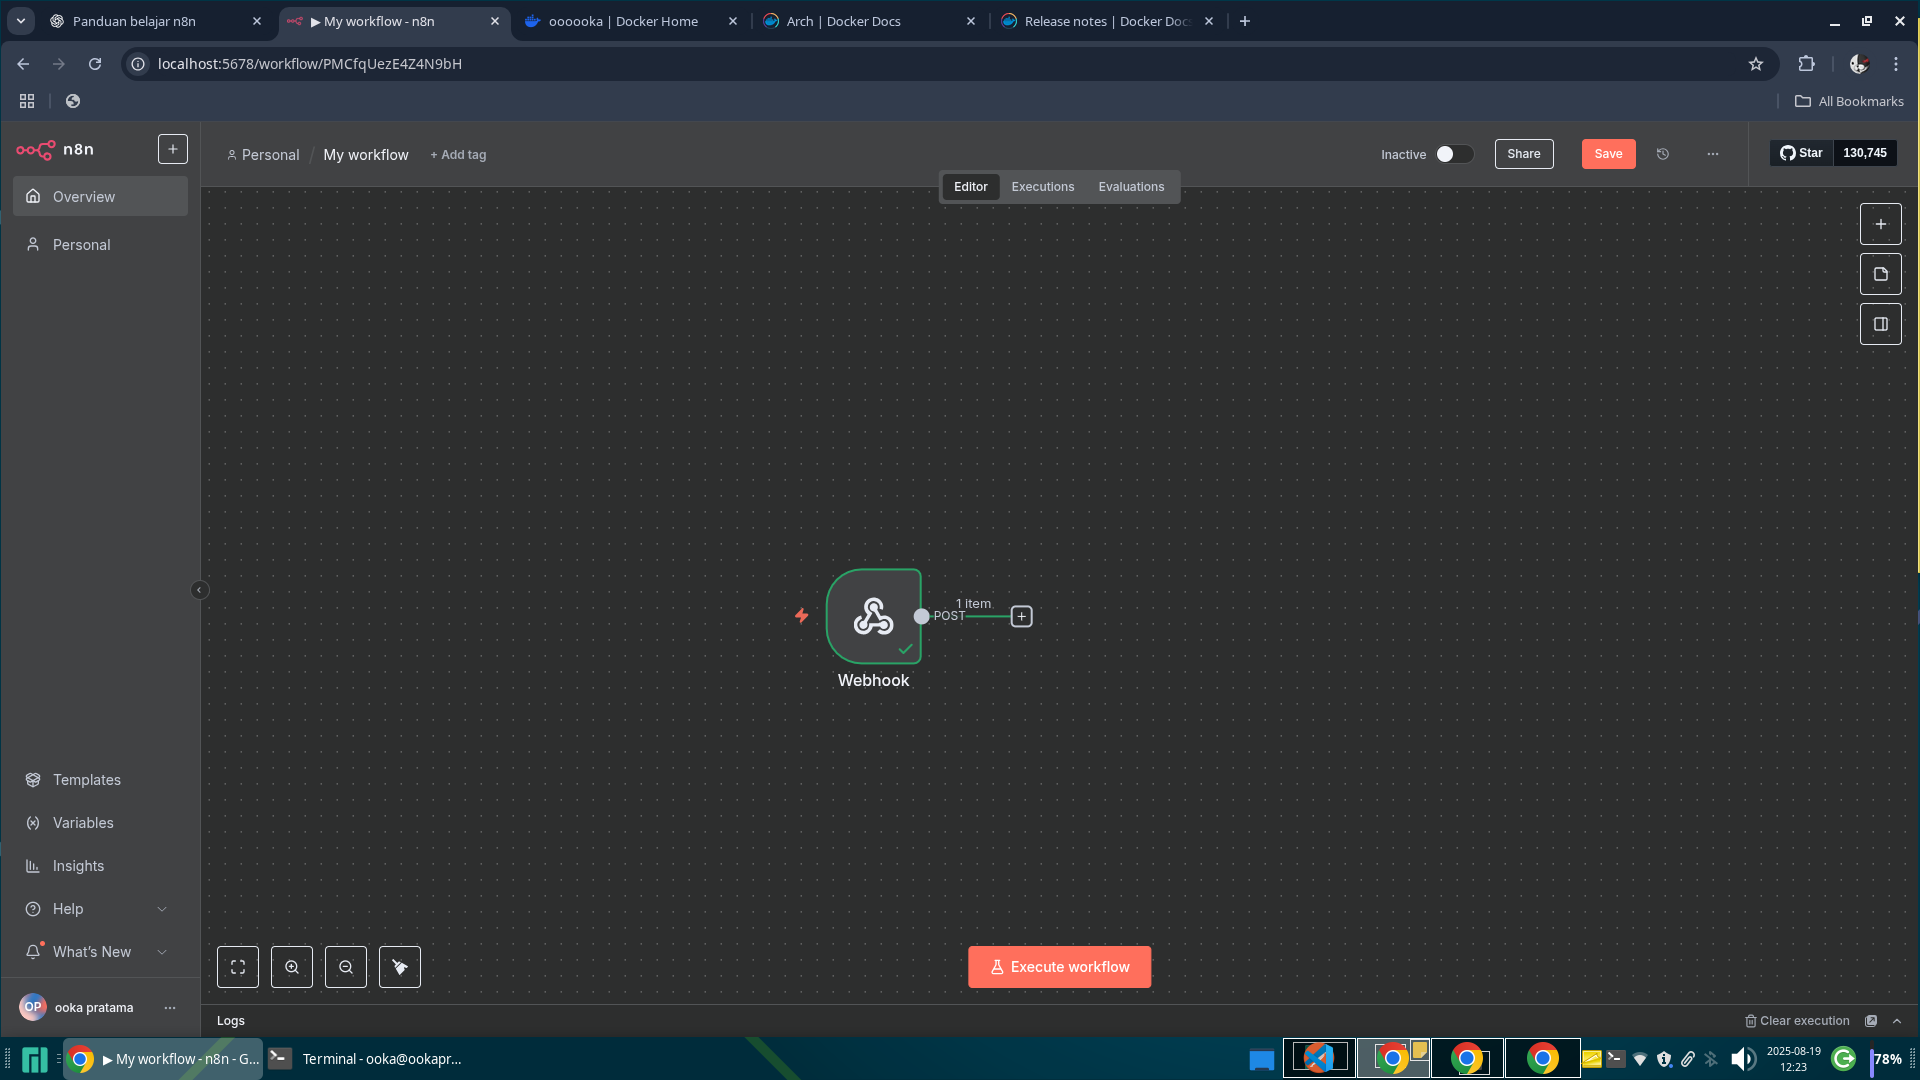 Panduan belajar n8n
▶ My workflow - n8n
oooooka | Docker Home
Arch | Docker Docs
Release notes | Docker Doc
localhost:5678/workflow/PMCfqUezE4Z4N9bH
All Bookmarks
n8n
Personal / My workflow + Add tag
Inactive
Share
Save
Star 130,745
Editor
Executions
Evaluations
Overview
Personal
1 item
POST
Webhook
Templates
Variables
Insights
Help
What's New
Execute workflow
OP
ooka pratama
Logs
Clear execution
▶ My workflow - n8n - G...
Terminal - ooka@ookapr...
2025-08-19
12:23
78%